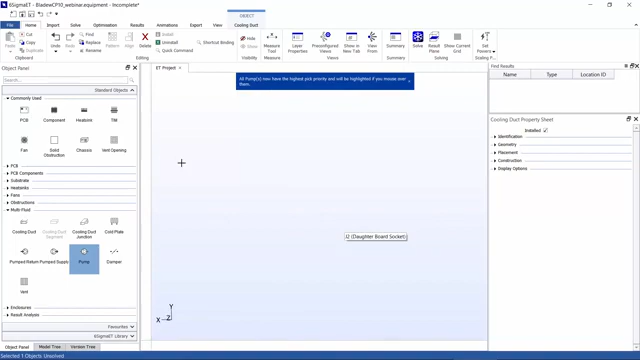 6SigmaET - BladewCP10_webinar.equipment - Incomplete*
OBJECT
File Home Import Solve Optimisation Results Annotations Export View Cooling Duct
Paste Cut Copy Undo Find Replace Pattern Align Delete Install Uninstall Quick Command Shortcut Binding
Hide Show Measure Tool Layer Properties Preconfigured Views Show in New Tab View From Summary Solve Result Planes Show Current Grid Set Pavers
Clipboard Editing Visibility Measure View Summary Solving Scaling P...
Object Panel
ET Project
Find Results
Search...
Standard Objects
Name Type Location ID
Commonly Used
PCB Component Heatsink TIM
Fan Solid Obstruction Chassis Vent Opening
PCB
PCB Components
Substrate
Heatsinks
Fans
Obstructions
Multi-Fluid
Cooling Duct Cooling Duct Segment Cooling Duct Junction Cold Plate
Pumped Return Pumped Supply Pump Damper
Vent
Enclosures
Result Analysis
Favourites
6SigmaET Library
Object Panel Model Tree Version Tree
Selected 1 Objects Unsolved
All Pump(s) now have the highest pick priority and will be highlighted if you mouse over
them.
J2 (Daughter Board Socket)
Y
X Z
Cooling Duct Property Sheet
Installed
Identification
Geometry
Placement
Construction
Display Options